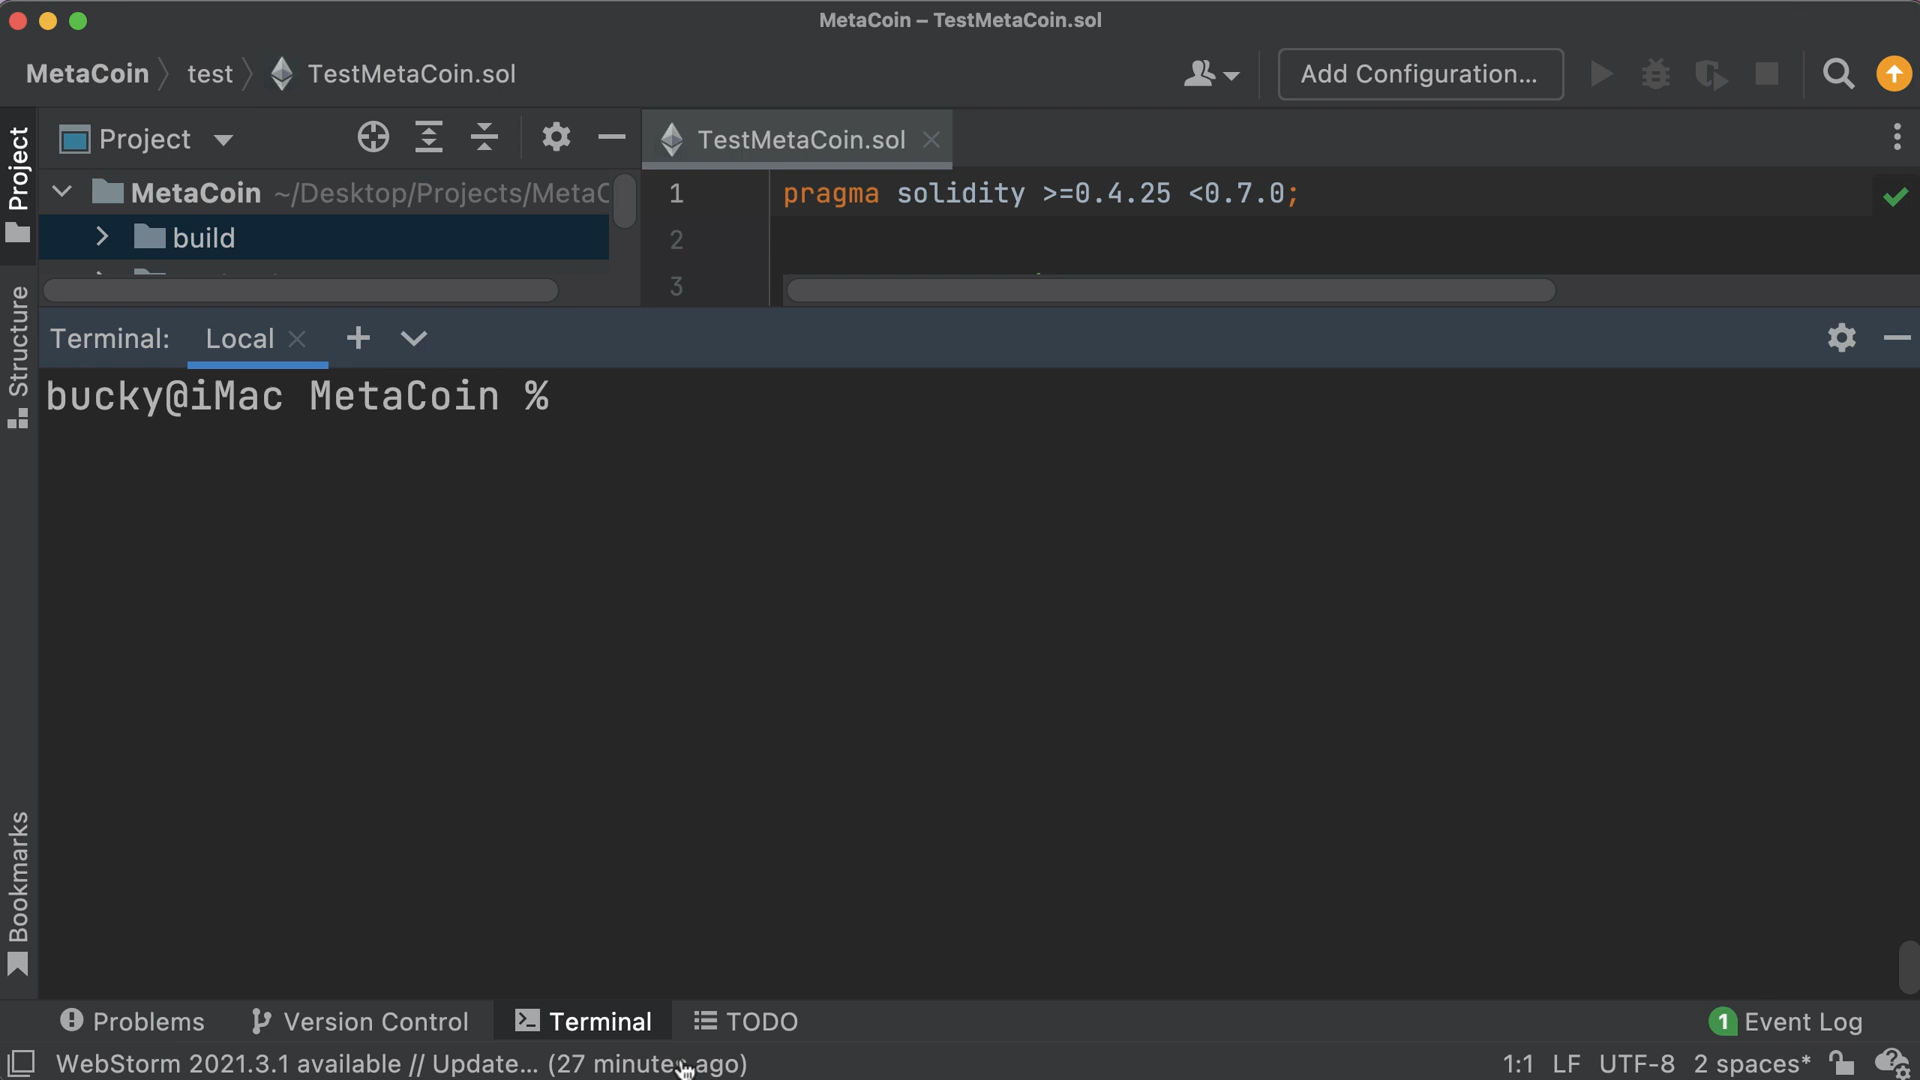 MetaCoin – TestMetaCoin.sol
MetaCoin test TestMetaCoin.sol
Add Configuration...
Project
Project
TestMetaCoin.sol
MetaCoin ~/Desktop/Projects/MetaC
build
1 pragma solidity >=0.4.25 <0.7.0;
2
3
Structure
Terminal: Local
bucky@iMac MetaCoin %
Bookmarks
Problems Version Control Terminal TODO
1 Event Log
WebStorm 2021.3.1 available // Update... (27 minutes ago)
1:1 LF UTF-8 2 spaces*